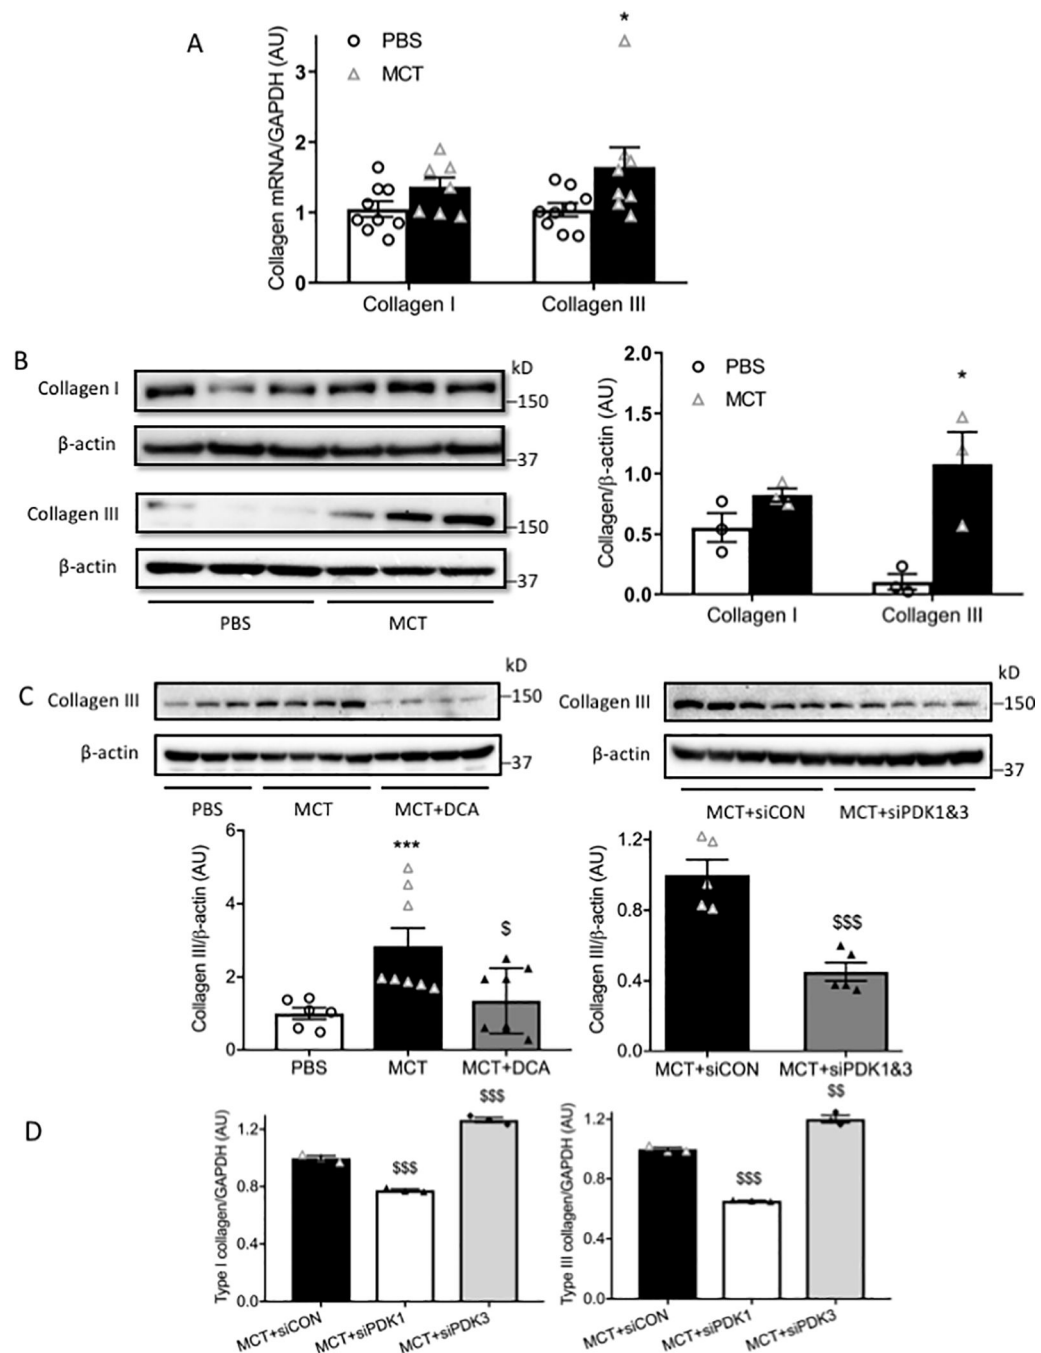 A
Collagen mRNA/GAPDH (AU)
3
2
1
0
PBS
MCT
*
Collagen I
Collagen III
B
kD
Collagen I
150
β-actin
37
Collagen III
150
β-actin
37
PBS
MCT
Collagen/β-actin (AU)
2.0
1.5
1.0
0.5
0.0
PBS
MCT
*
Collagen I
Collagen III
C
kD
Collagen III
150
β-actin
37
PBS
MCT
MCT+DCA
Collagen III/β-actin (AU)
6
4
2
0
***
$
PBS
MCT
MCT+DCA
kD
Collagen III
150
β-actin
37
MCT+siCON
MCT+siPDK1&3
Collagen III/β-actin (AU)
1.2
0.8
0.4
0.0
$$$
MCT+siCON
MCT+siPDK1&3
D
Type I collagen/GAPDH (AU)
1.2
0.8
0.4
0.0
$$$
$$$
MCT+siCON
MCT+siPDK1
MCT+siPDK3
Type III collagen/GAPDH (AU)
1.2
0.8
0.4
0.0
$$$
$$
MCT+siCON
MCT+siPDK1
MCT+siPDK3